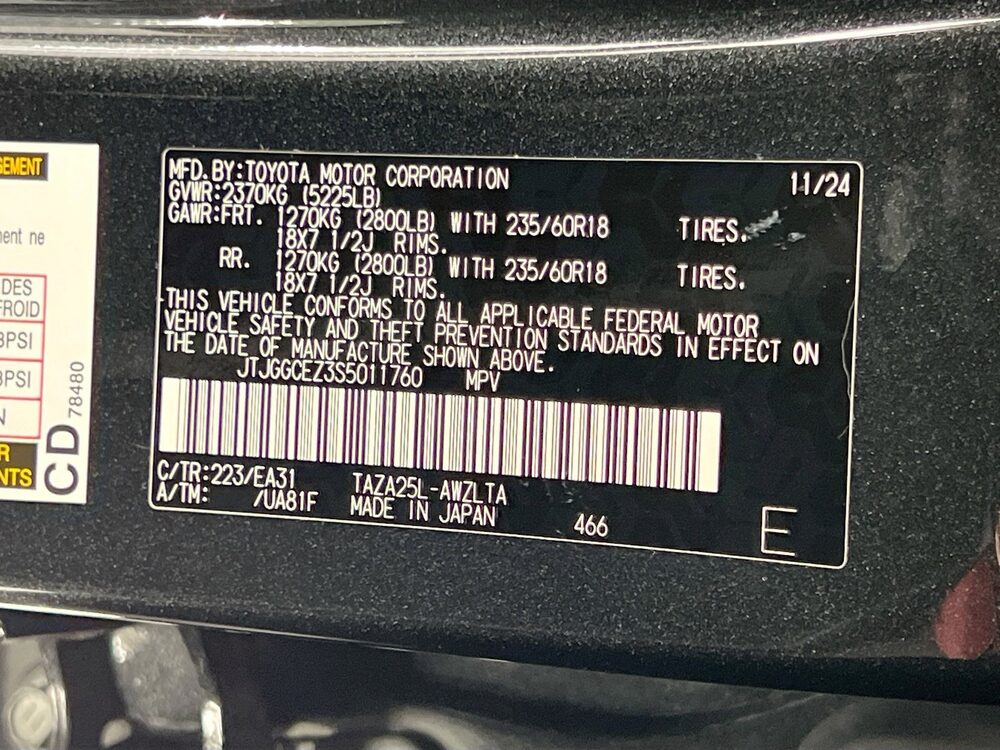 MFD.BY:TOYOTA MOTOR CORPORATION 11/24
GVWR:2370KG (5225LB)
GAWR:FRT. 1270KG (2800LB) WITH 235/60R18 TIRES.
18X7 1/2J RIMS.
RR. 1270KG (2800LB) WITH 235/60R18 TIRES.
18X7 1/2J RIMS.
THIS VEHICLE CONFORMS TO ALL APPLICABLE FEDERAL MOTOR
VEHICLE SAFETY AND THEFT PREVENTION STANDARDS IN EFFECT ON
THE DATE OF MANUFACTURE SHOWN ABOVE.
JTJGGCEZ3S5011760 MPV
C/TR:223/EA31 TAZA25L-AWZLTA
A/TM: /UA81F MADE IN JAPAN 466 E
CD 78480